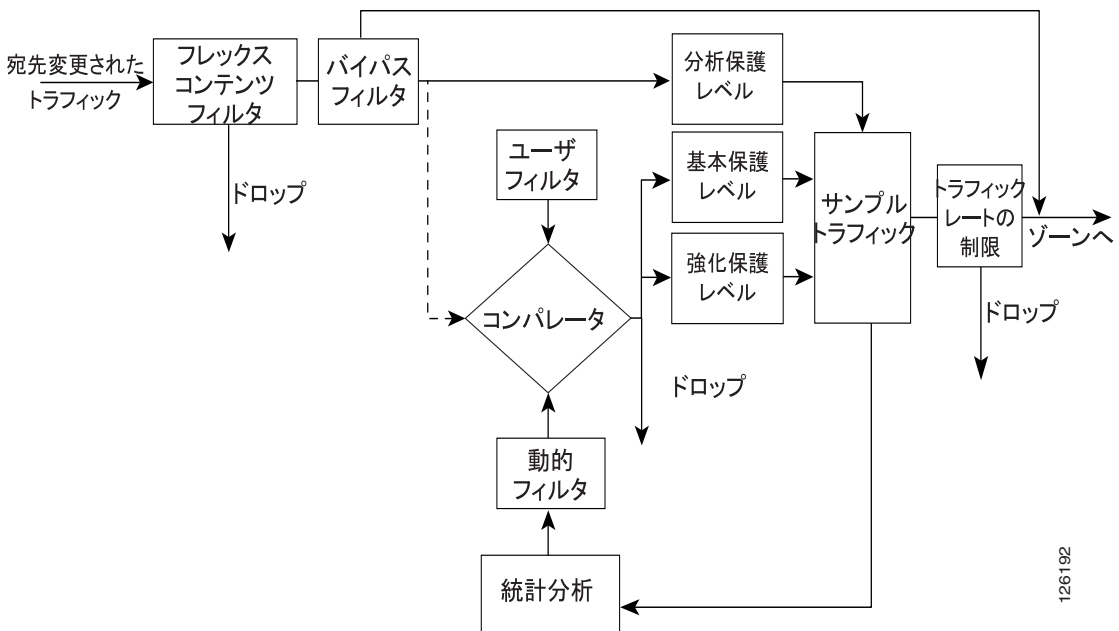 宛先変更された
トラフィック
フレックス
コンテンツ
フィルタ
バイパス
フィルタ
ドロップ
ユーザ
フィルタ
コンパレータ
動的
フィルタ
統計分析
分析保護
レベル
基本保護
レベル
強化保護
レベル
ドロップ
サンプル
トラフィック
トラフィック
レートの
制限
ゾーンへ
ドロップ
126192